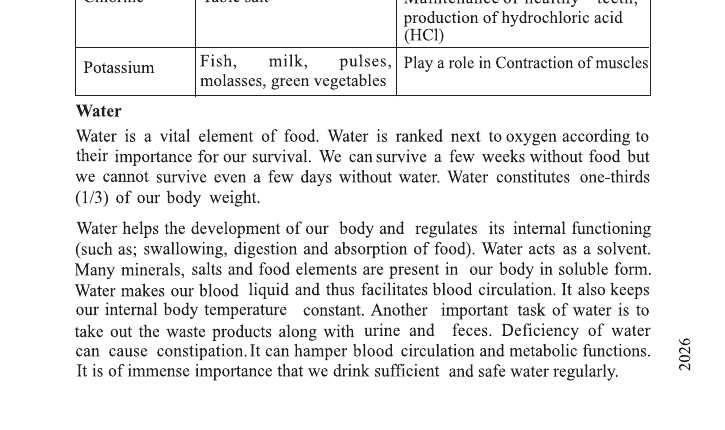 Chlorine
Table salt
Maintenance of healthy teeth,
production of hydrochloric acid
(HCl)
Potassium
Fish, milk, pulses,
molasses, green vegetables
Play a role in Contraction of muscles
Water
Water is a vital element of food. Water is ranked next to oxygen according to
their importance for our survival. We can survive a few weeks without food but
we cannot survive even a few days without water. Water constitutes one-thirds
(1/3) of our body weight.
Water helps the development of our body and regulates its internal functioning
(such as; swallowing, digestion and absorption of food). Water acts as a solvent.
Many minerals, salts and food elements are present in our body in soluble form.
Water makes our blood liquid and thus facilitates blood circulation. It also keeps
our internal body temperature constant. Another important task of water is to
take out the waste products along with urine and feces. Deficiency of water
can cause constipation. It can hamper blood circulation and metabolic functions.
It is of immense importance that we drink sufficient and safe water regularly.
2026